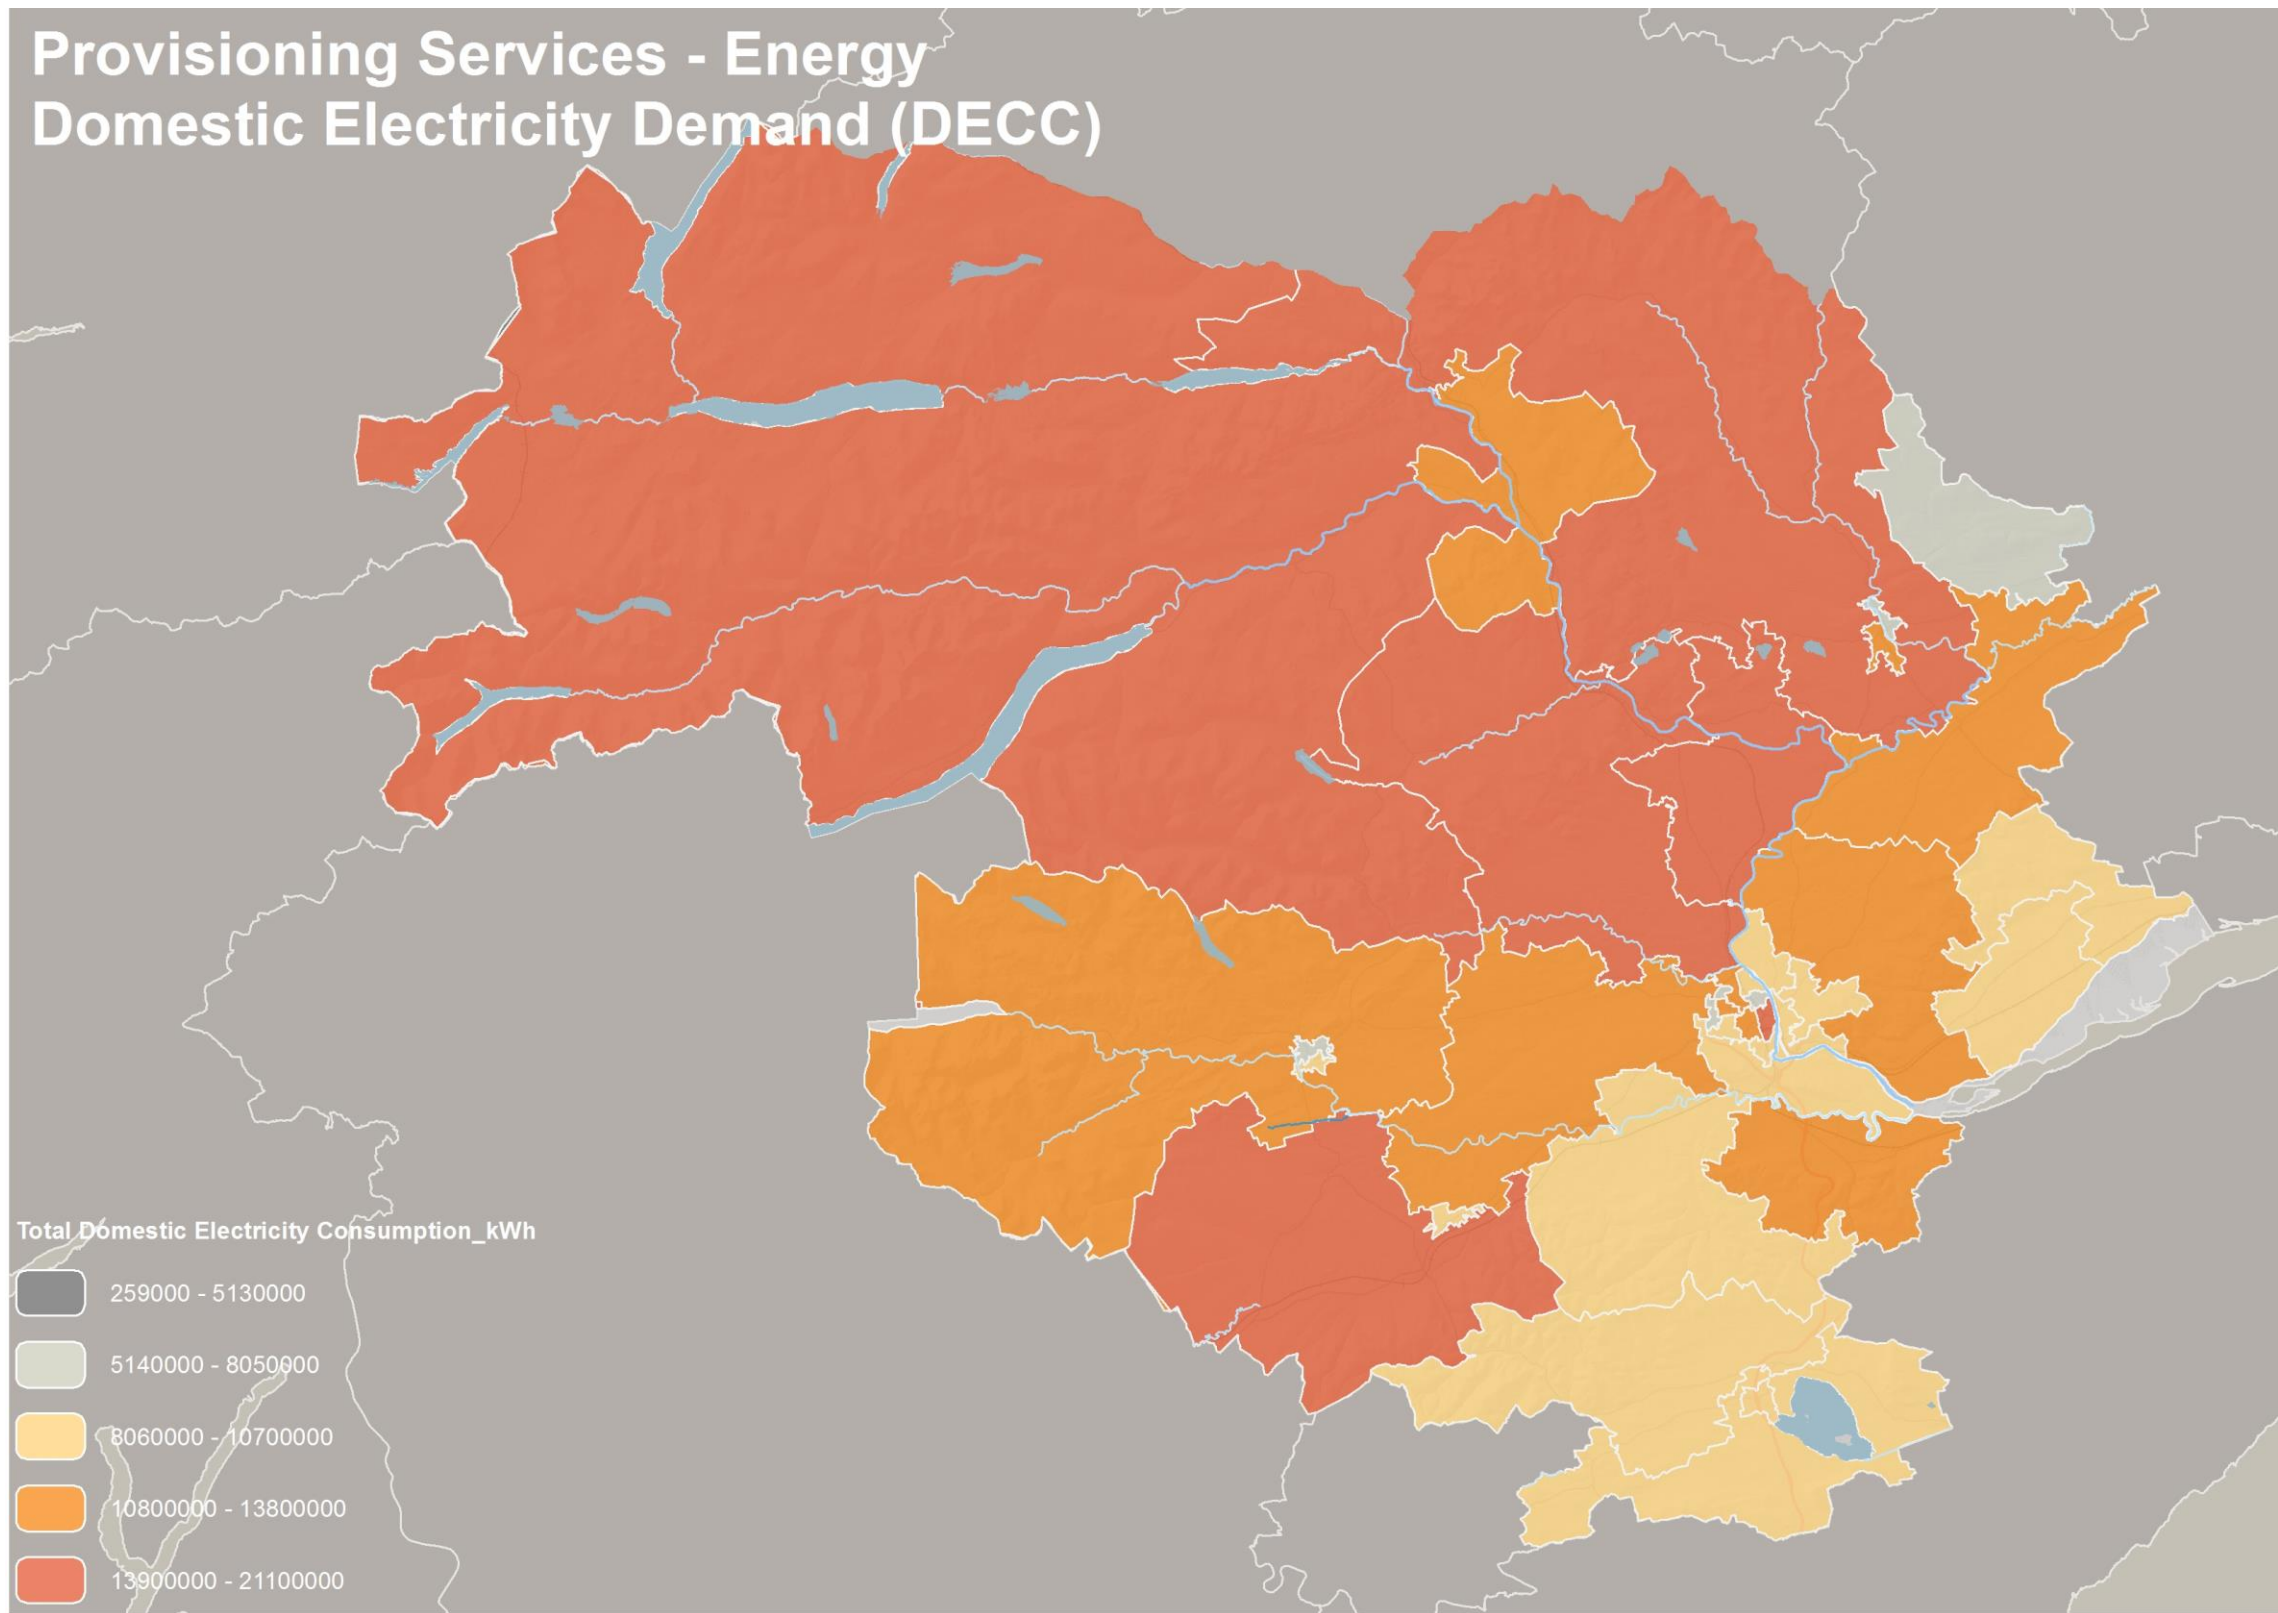 Provisioning Services - Energy
Domestic Electricity Demand (DECC)
Total Domestic Electricity Consumption_kWh
259000 - 5130000
5140000 - 8050000
8060000 - 10700000
10800000 - 13800000
13900000 - 21100000